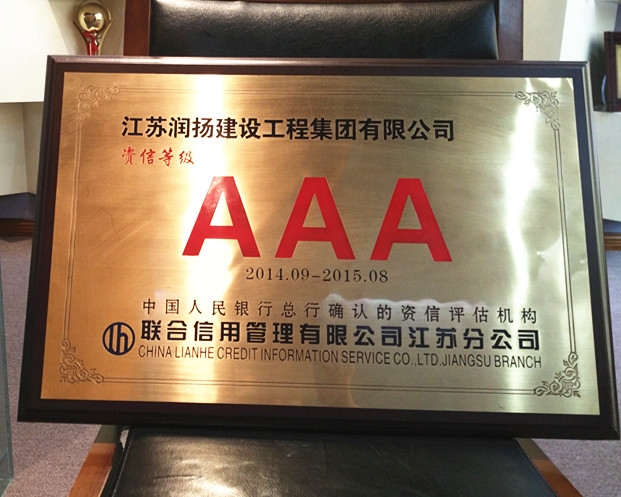 江苏润扬建设工程集团有限公司
资信等级
AAA
2014.09-2015.08
中国人民银行总行确认的资信评估机构
联合信用管理有限公司江苏分公司
CHINA LIANHE CREDIT INFORMATION SERVICE CO.,LTD.JIANGSU BRANCH